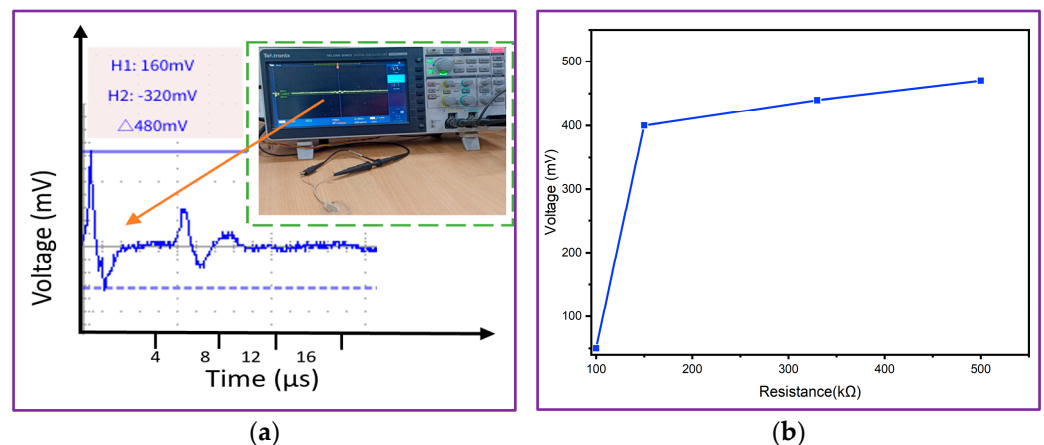 H1: 160mV
H2: -320mV
△480mV
Tektronix
Voltage (mV)
4 8 12 16
Time (μs)
(a)
500
400
300
200
100
Voltage (mV)
100 200 300 400 500
Resistance(kΩ)
(b)